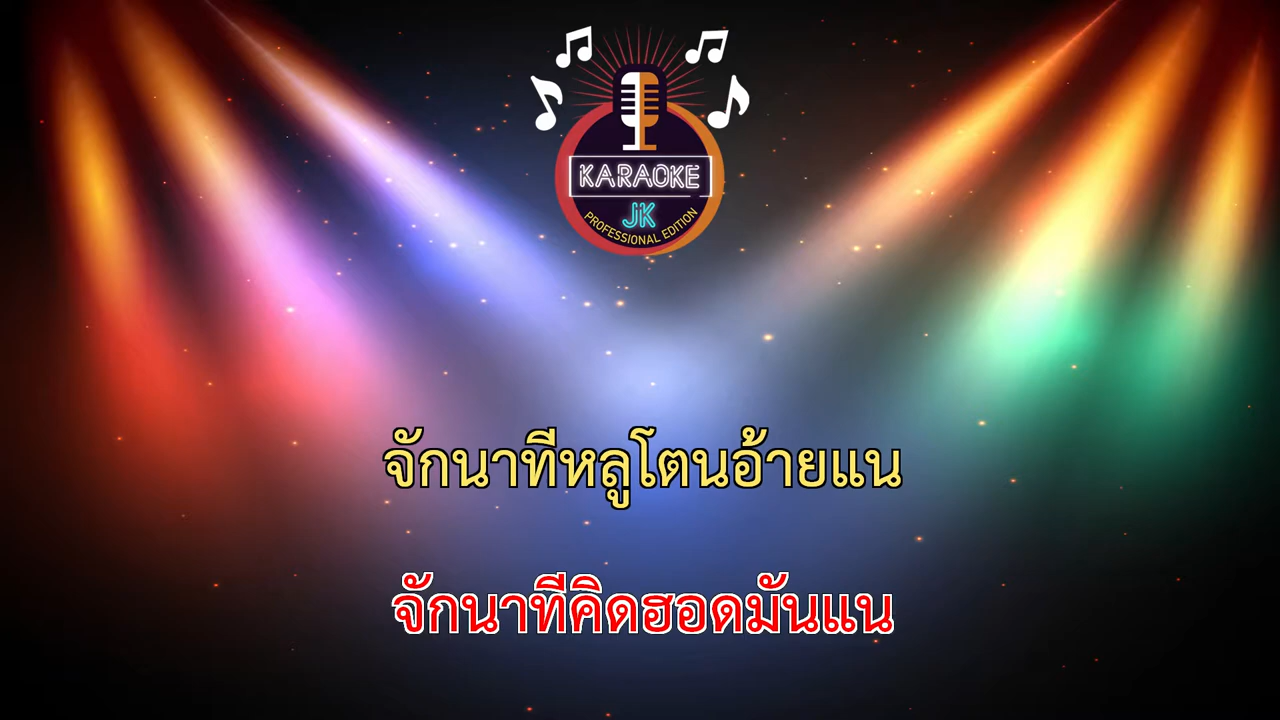 KARAOKE
JK
PROFESSIONAL EDITION
จักนาทีหลูโตนอ้ายแน
จักนาทีคิดฮอดมันแน